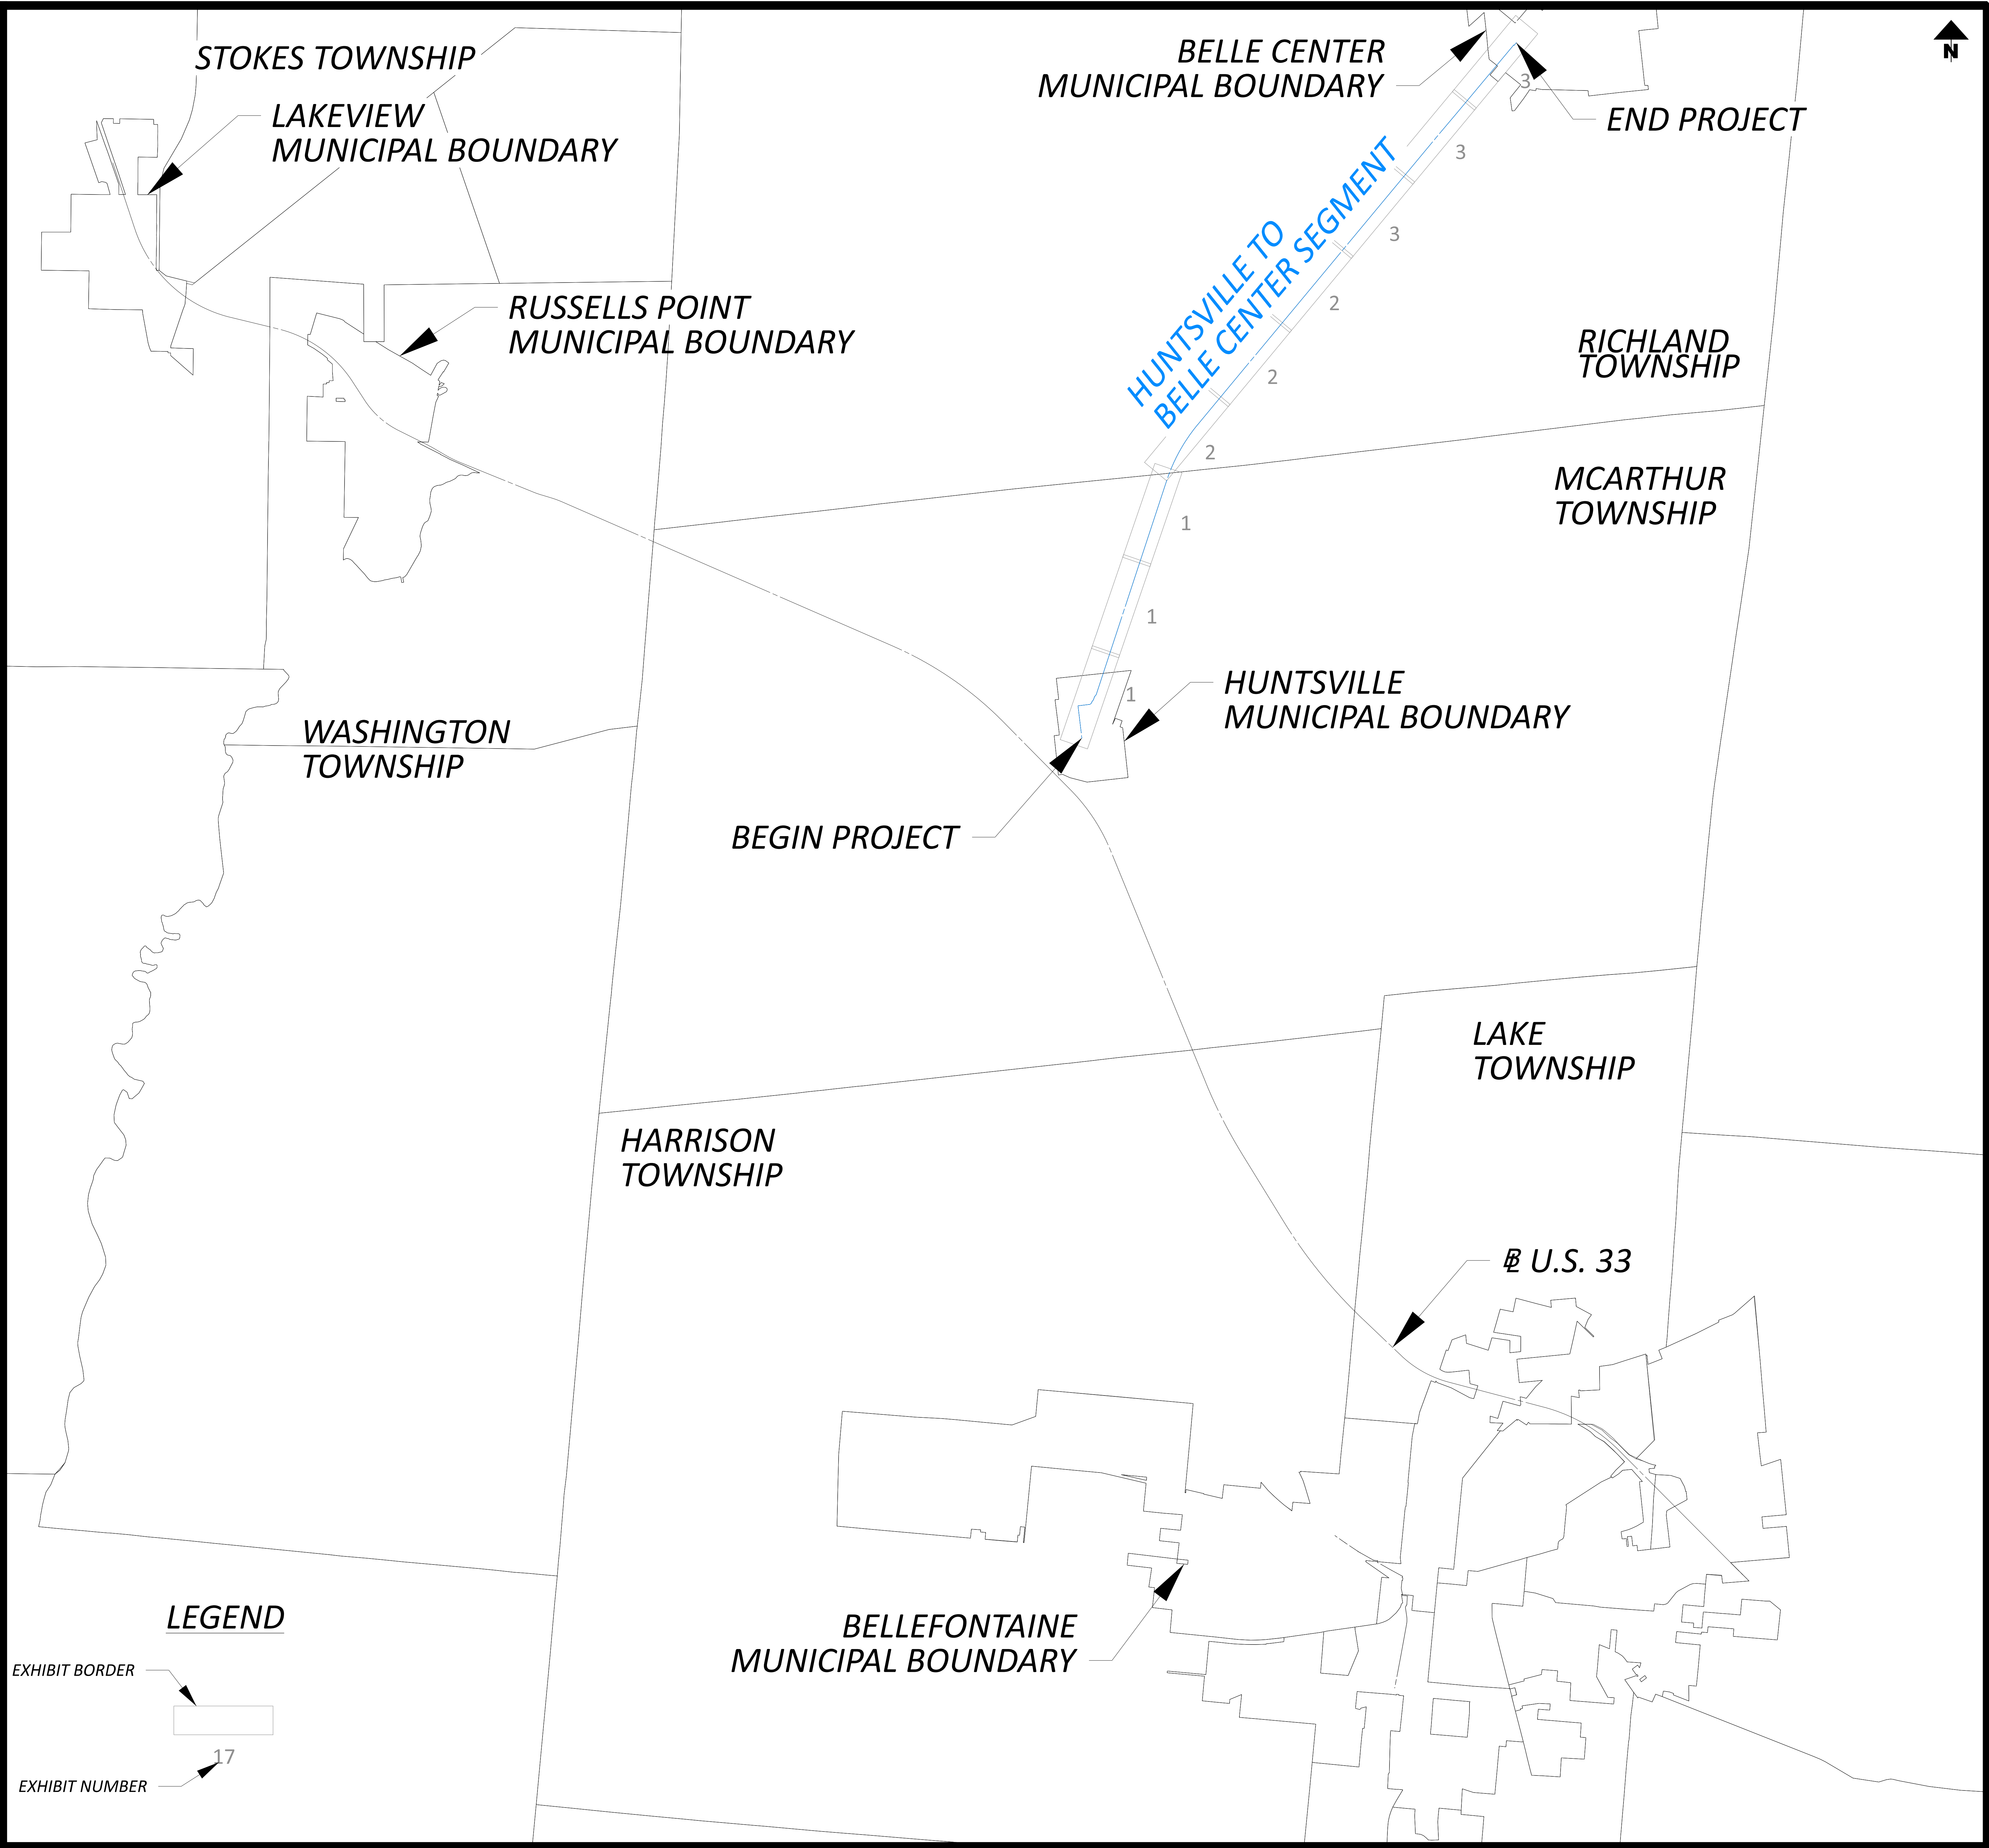 STOKES TOWNSHIP
LAKEVIEW
MUNICIPAL BOUNDARY
BELLE CENTER
MUNICIPAL BOUNDARY
N
3
END PROJECT
3
HUNTSVILLE TO
BELLE CENTER SEGMENT
3
RUSSELLS POINT
MUNICIPAL BOUNDARY
2
RICHLAND
TOWNSHIP
2
2
MCARTHUR
TOWNSHIP
1
1
HUNTSVILLE
MUNICIPAL BOUNDARY
1
WASHINGTON
TOWNSHIP
BEGIN PROJECT
LAKE
TOWNSHIP
HARRISON
TOWNSHIP
BL U.S. 33
BELLEFONTAINE
MUNICIPAL BOUNDARY
LEGEND
EXHIBIT BORDER
17
EXHIBIT NUMBER